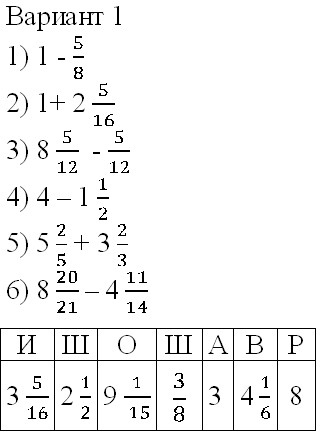 Вариант 1
1) 1 - 5/8
2) 1+ 2 5/16
3) 8 5/12 - 5/12
4) 4 – 1 1/2
5) 5 2/5 + 3 2/3
6) 8 20/21 – 4 11/14
И Ш О Ш А В Р
3 5/16 2 1/2 9 1/15 3/8 3 4 1/6 8